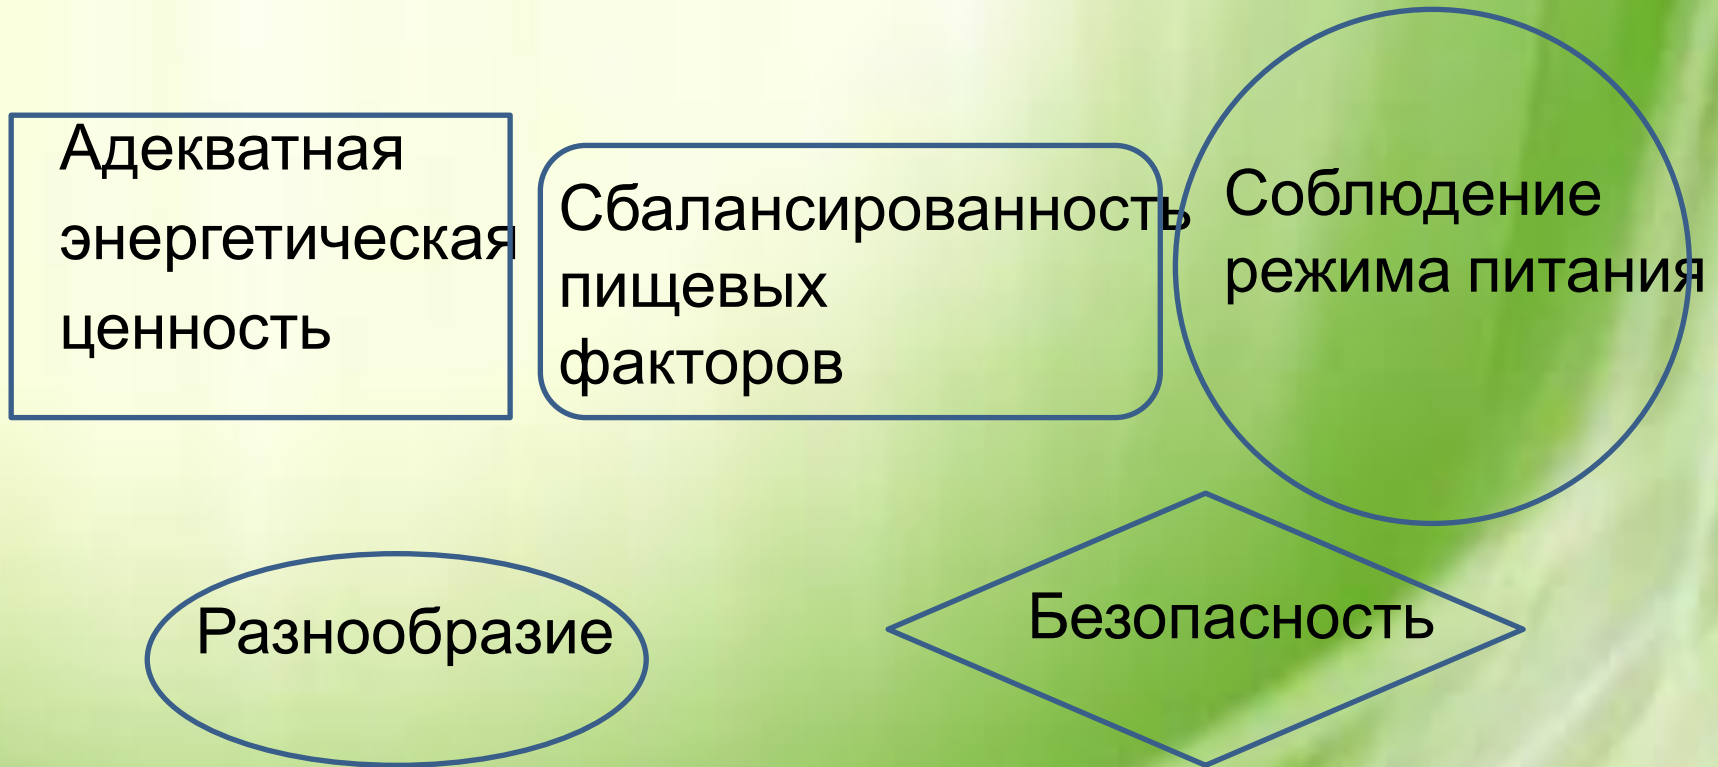 Адекватная
энергетическая
ценность
Сбалансированность
пищевых
факторов
Соблюдение
режима питания
Разнообразие
Безопасность